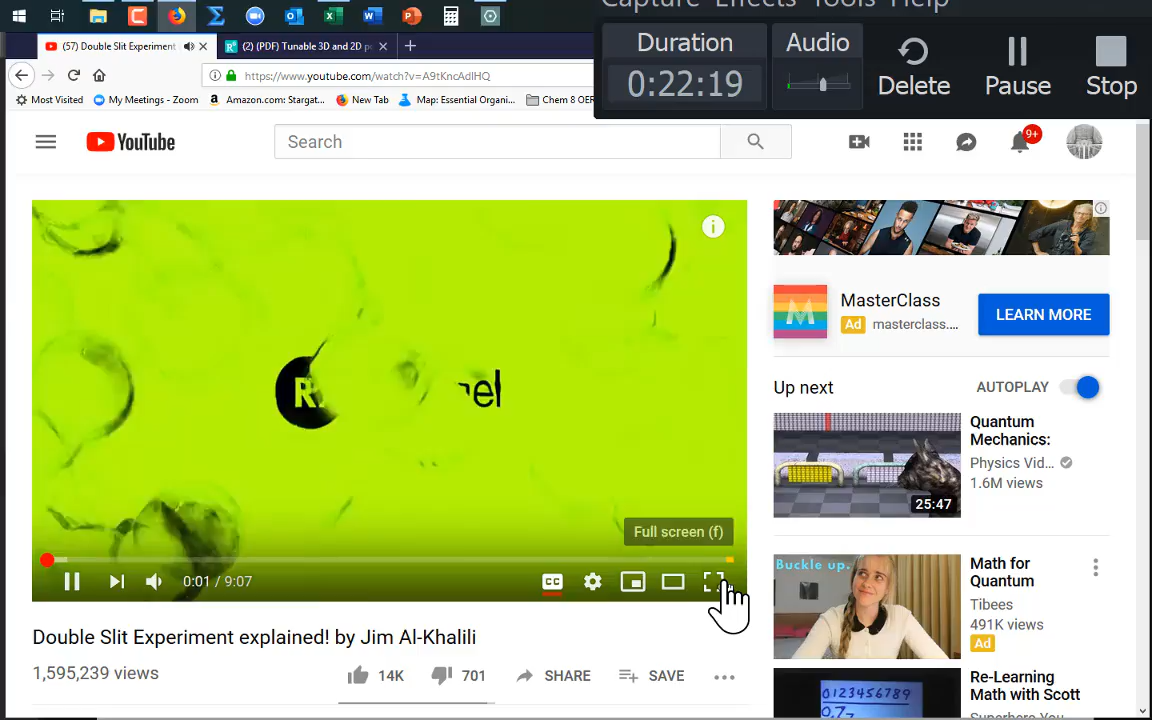 Capture Effects Tools Help
Duration
0:22:19
Audio
Delete
Pause
Stop
(57) Double Slit Experiment
(2) (PDF) Tunable 3D and 2D p
https://www.youtube.com/watch?v=A9tKncAdlHQ
Most Visited
My Meetings - Zoom
Amazon.com: Stargat...
New Tab
Map: Essential Organi...
Chem 8 OER
YouTube
Search
9+
R
el
Full screen (f)
0:01 / 9:07
CC
Double Slit Experiment explained! by Jim Al-Khalili
1,595,239 views
14K
701
SHARE
SAVE
MasterClass
Ad masterclass....
LEARN MORE
Up next
AUTOPLAY
25:47
Quantum
Mechanics:
Physics Vid...
1.6M views
Buckle up.
Math for
Quantum
Tibees
491K views
Ad
0123456789
Re-Learning
Math with Scott